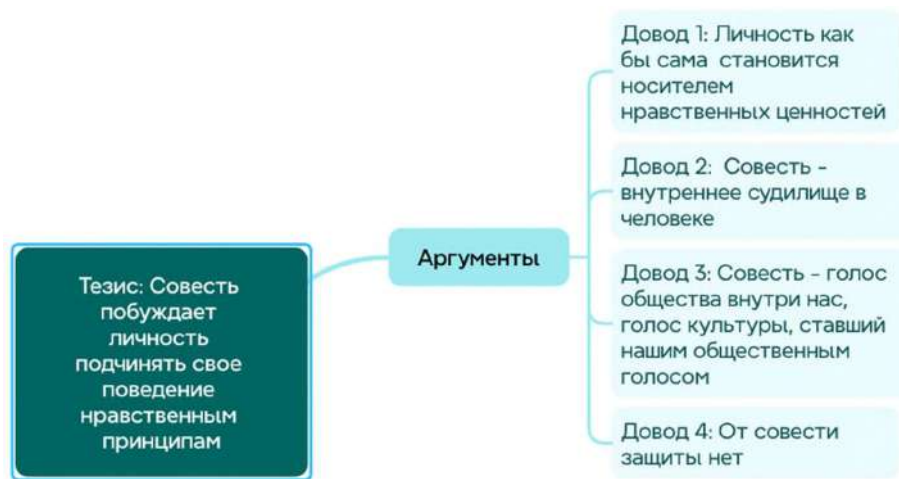 Тезис: Совесть
побуждает
личность
подчинять свое
поведение
нравственным
принципам
Аргументы
Довод 1: Личность как
бы сама становится
носителем
нравственных ценностей
Довод 2: Совесть -
внутреннее судилище в
человеке
Довод 3: Совесть - голос
общества внутри нас,
голос культуры, ставший
нашим общественным
голосом
Довод 4: От совести
защиты нет